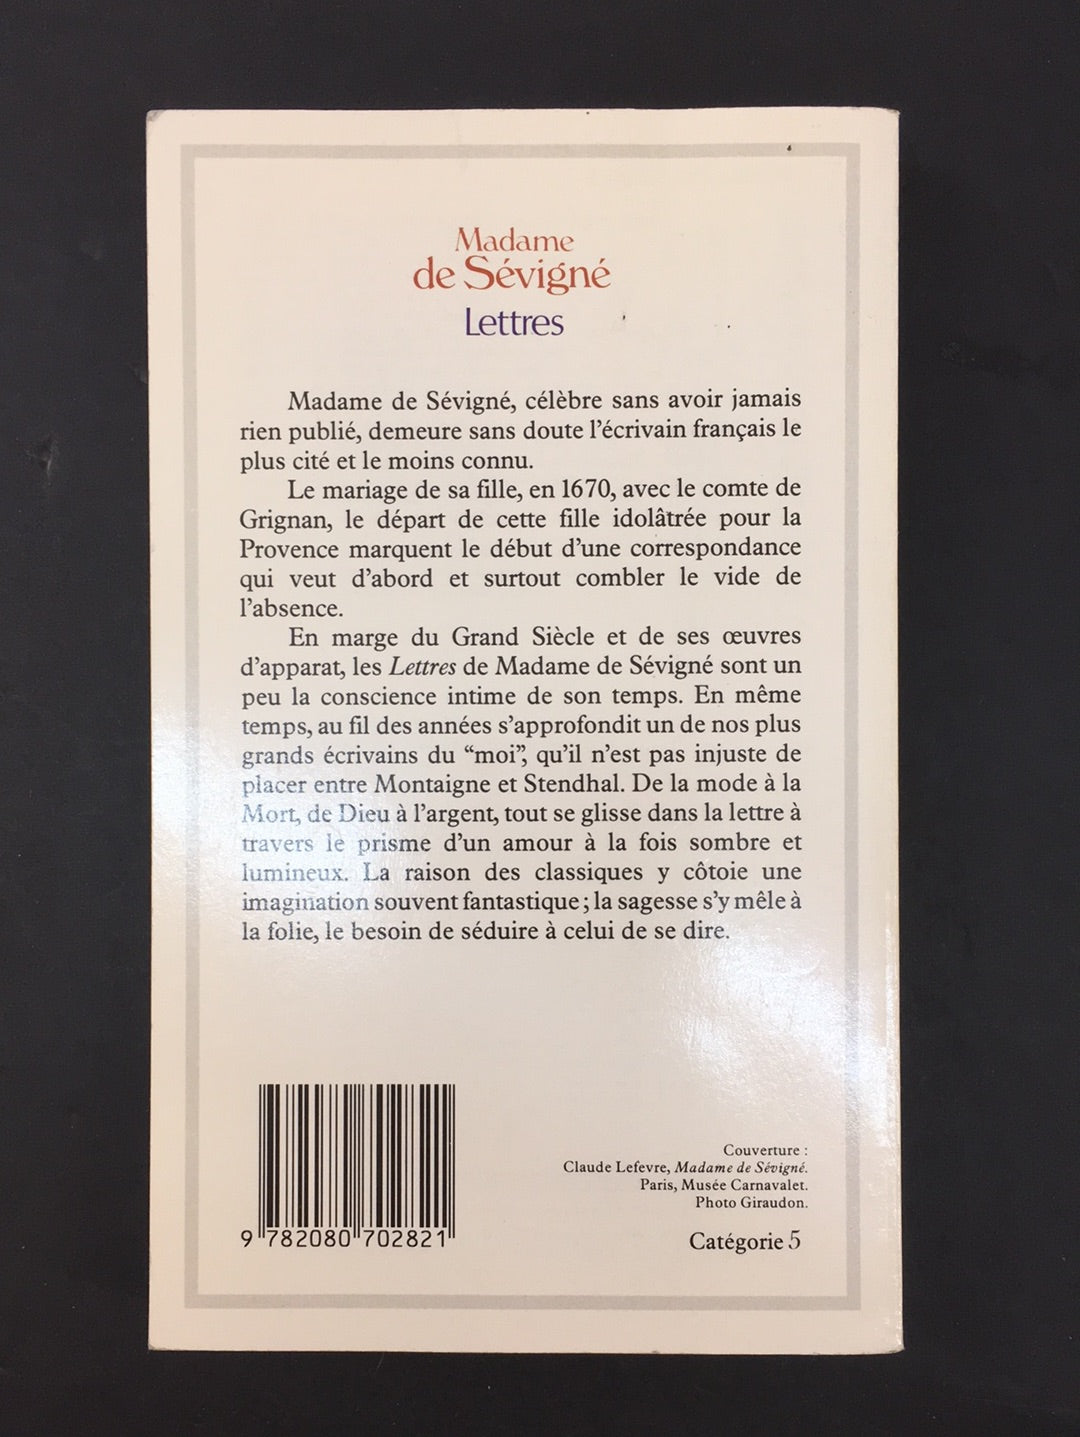 Madame
de Sévigné
Lettres
Madame de Sévigné, célèbre sans avoir jamais
rien publié, demeure sans doute l'écrivain français le
plus cité et le moins connu.
Le mariage de sa fille, en 1670, avec le comte de
Grignan, le départ de cette fille idolâtrée pour la
Provence marquent le début d'une correspondance
qui veut d'abord et surtout combler le vide de
l'absence.
En marge du Grand Siècle et de ses œuvres
d'apparat, les Lettres de Madame de Sévigné sont un
peu la conscience intime de son temps. En même
temps, au fil des années s'approfondit un de nos plus
grands écrivains du “moi”, qu'il n'est pas injuste de
placer entre Montaigne et Stendhal. De la mode à la
Mort, de Dieu à l'argent, tout se glisse dans la lettre à
travers le prisme d'un amour à la fois sombre et
lumineux. La raison des classiques y côtoie une
imagination souvent fantastique ; la sagesse s'y mêle à
la folie, le besoin de séduire à celui de se dire.
Couverture :
Claude Lefevre, Madame de Sévigné.
Paris, Musée Carnavalet.
Photo Giraudon.
9 782080 702821
Catégorie 5